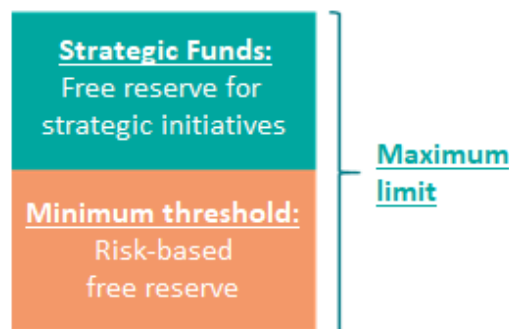 Strategic Funds:
Free reserve for
strategic initiatives
Minimum threshold:
Risk-based
free reserve
Maximum
limit